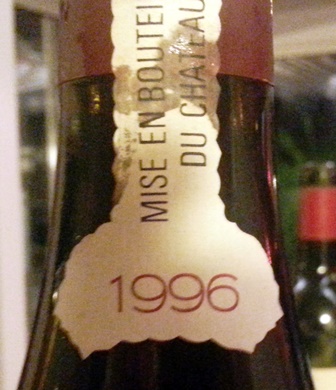 MISE EN BOUTEI
DU CHATEAU
1996